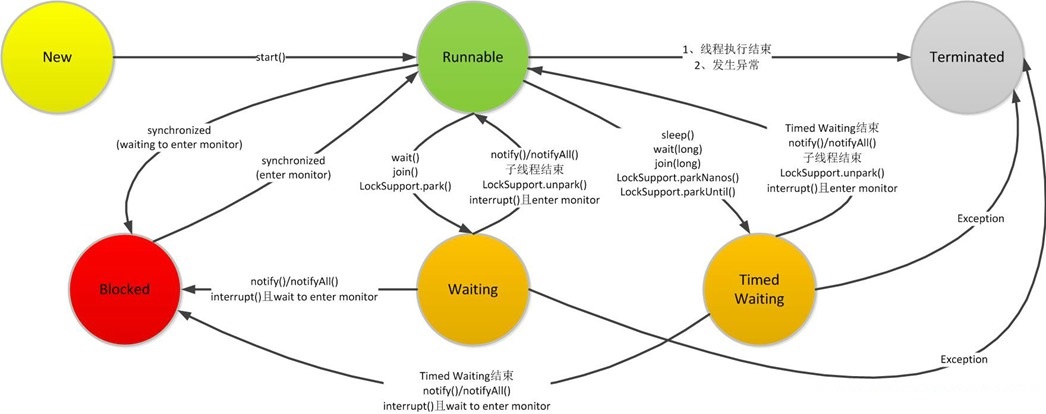 New
start()
Runnable
1、线程执行结束
2、发生异常
Terminated
synchronized
(waiting to enter monitor)
synchronized
(enter monitor)
wait()
join()
LockSupport.park()
notify()/notifyAll()
子线程结束
LockSupport.unpark()
interrupt()且enter monitor
sleep()
wait(long)
join(long)
LockSupport.parkNanos()
LockSupport.parkUntil()
Timed Waiting结束
notify()/notifyAll()
子线程结束
LockSupport.unpark()
interrupt()且enter monitor
Exception
Blocked
notify()/notifyAll()
interrupt()且wait to enter monitor
Waiting
Timed
Waiting
Exception
Timed Waiting结束
notify()/notifyAll()
interrupt()且wait to enter monitor